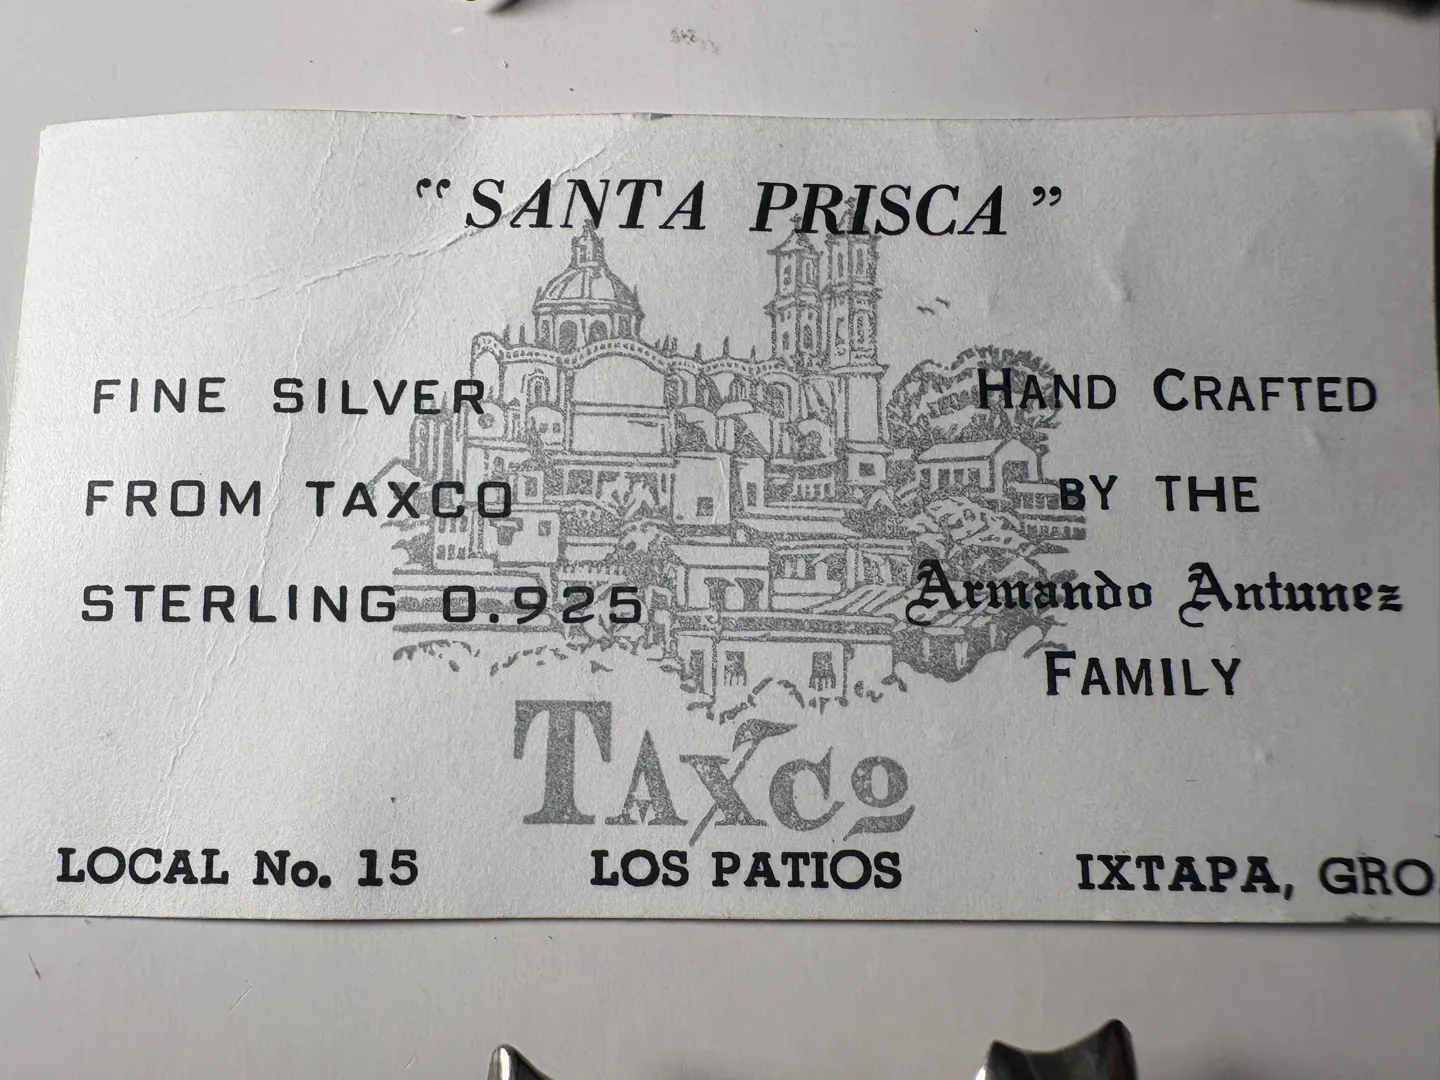 “SANTA PRISCA”
FINE SILVER
FROM TAXCO
STERLING 0.925
HAND CRAFTED
BY THE
Armando Antunez
FAMILY
TAXCO
LOCAL No. 15 LOS PATIOS IXTAPA, GRO.